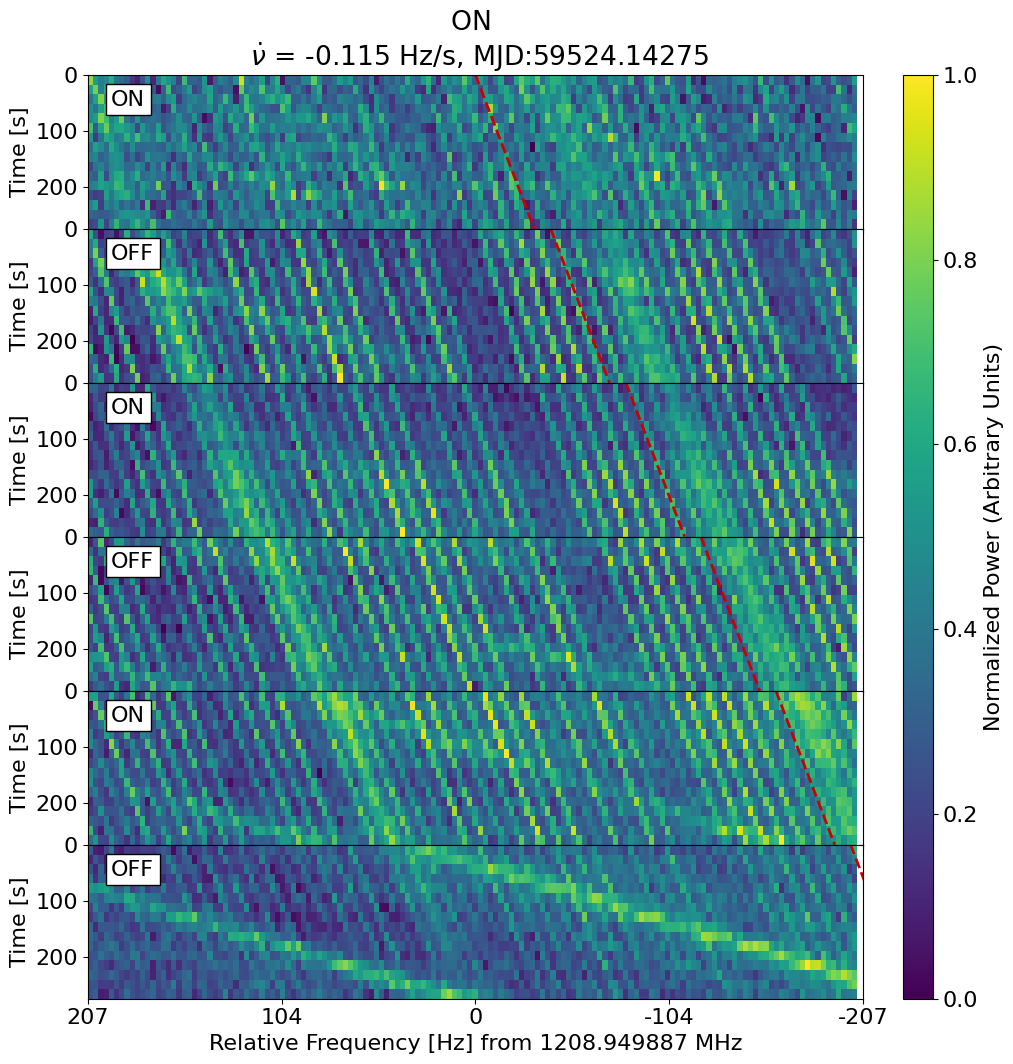 ON
ν̇ = -0.115 Hz/s, MJD:59524.14275
0
ON
100
200
Time [s]
0
OFF
100
200
Time [s]
0
ON
100
200
Time [s]
0
OFF
100
200
Time [s]
0
ON
100
200
Time [s]
0
OFF
100
200
Time [s]
207 104 0 -104 -207
Relative Frequency [Hz] from 1208.949887 MHz
1.0
0.8
0.6
0.4
0.2
0.0
Normalized Power (Arbitrary Units)